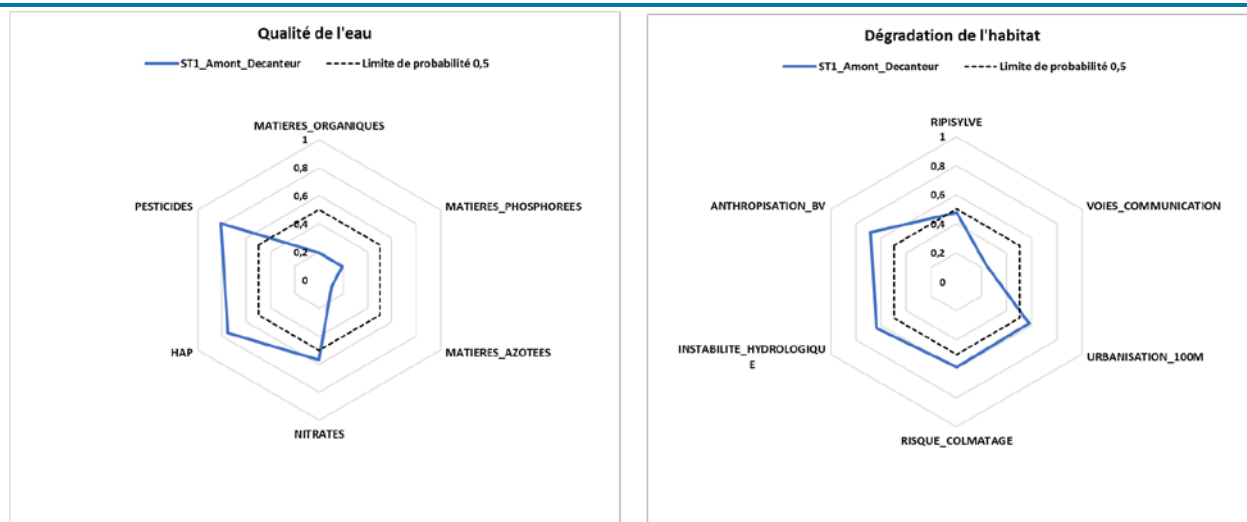 Qualité de l'eau
ST1_Amont_Decanteur
Limite de probabilité 0,5
MATIERES_ORGANIQUES
1
0,8
0,6
0,4
0,2
0
PESTICIDES
MATIERES_PHOSPHOREES
HAP
MATIERES_AZOTEES
NITRATES
Dégradation de l'habitat
ST1_Amont_Decanteur
Limite de probabilité 0,5
RIPISYLVE
1
0,8
0,6
0,4
0,2
0
ANTHROPISATION_BV
VOIES_COMMUNICATION
INSTABILITE_HYDROLOGIQU
E
URBANISATION_100M
RISQUE_COLMATAGE